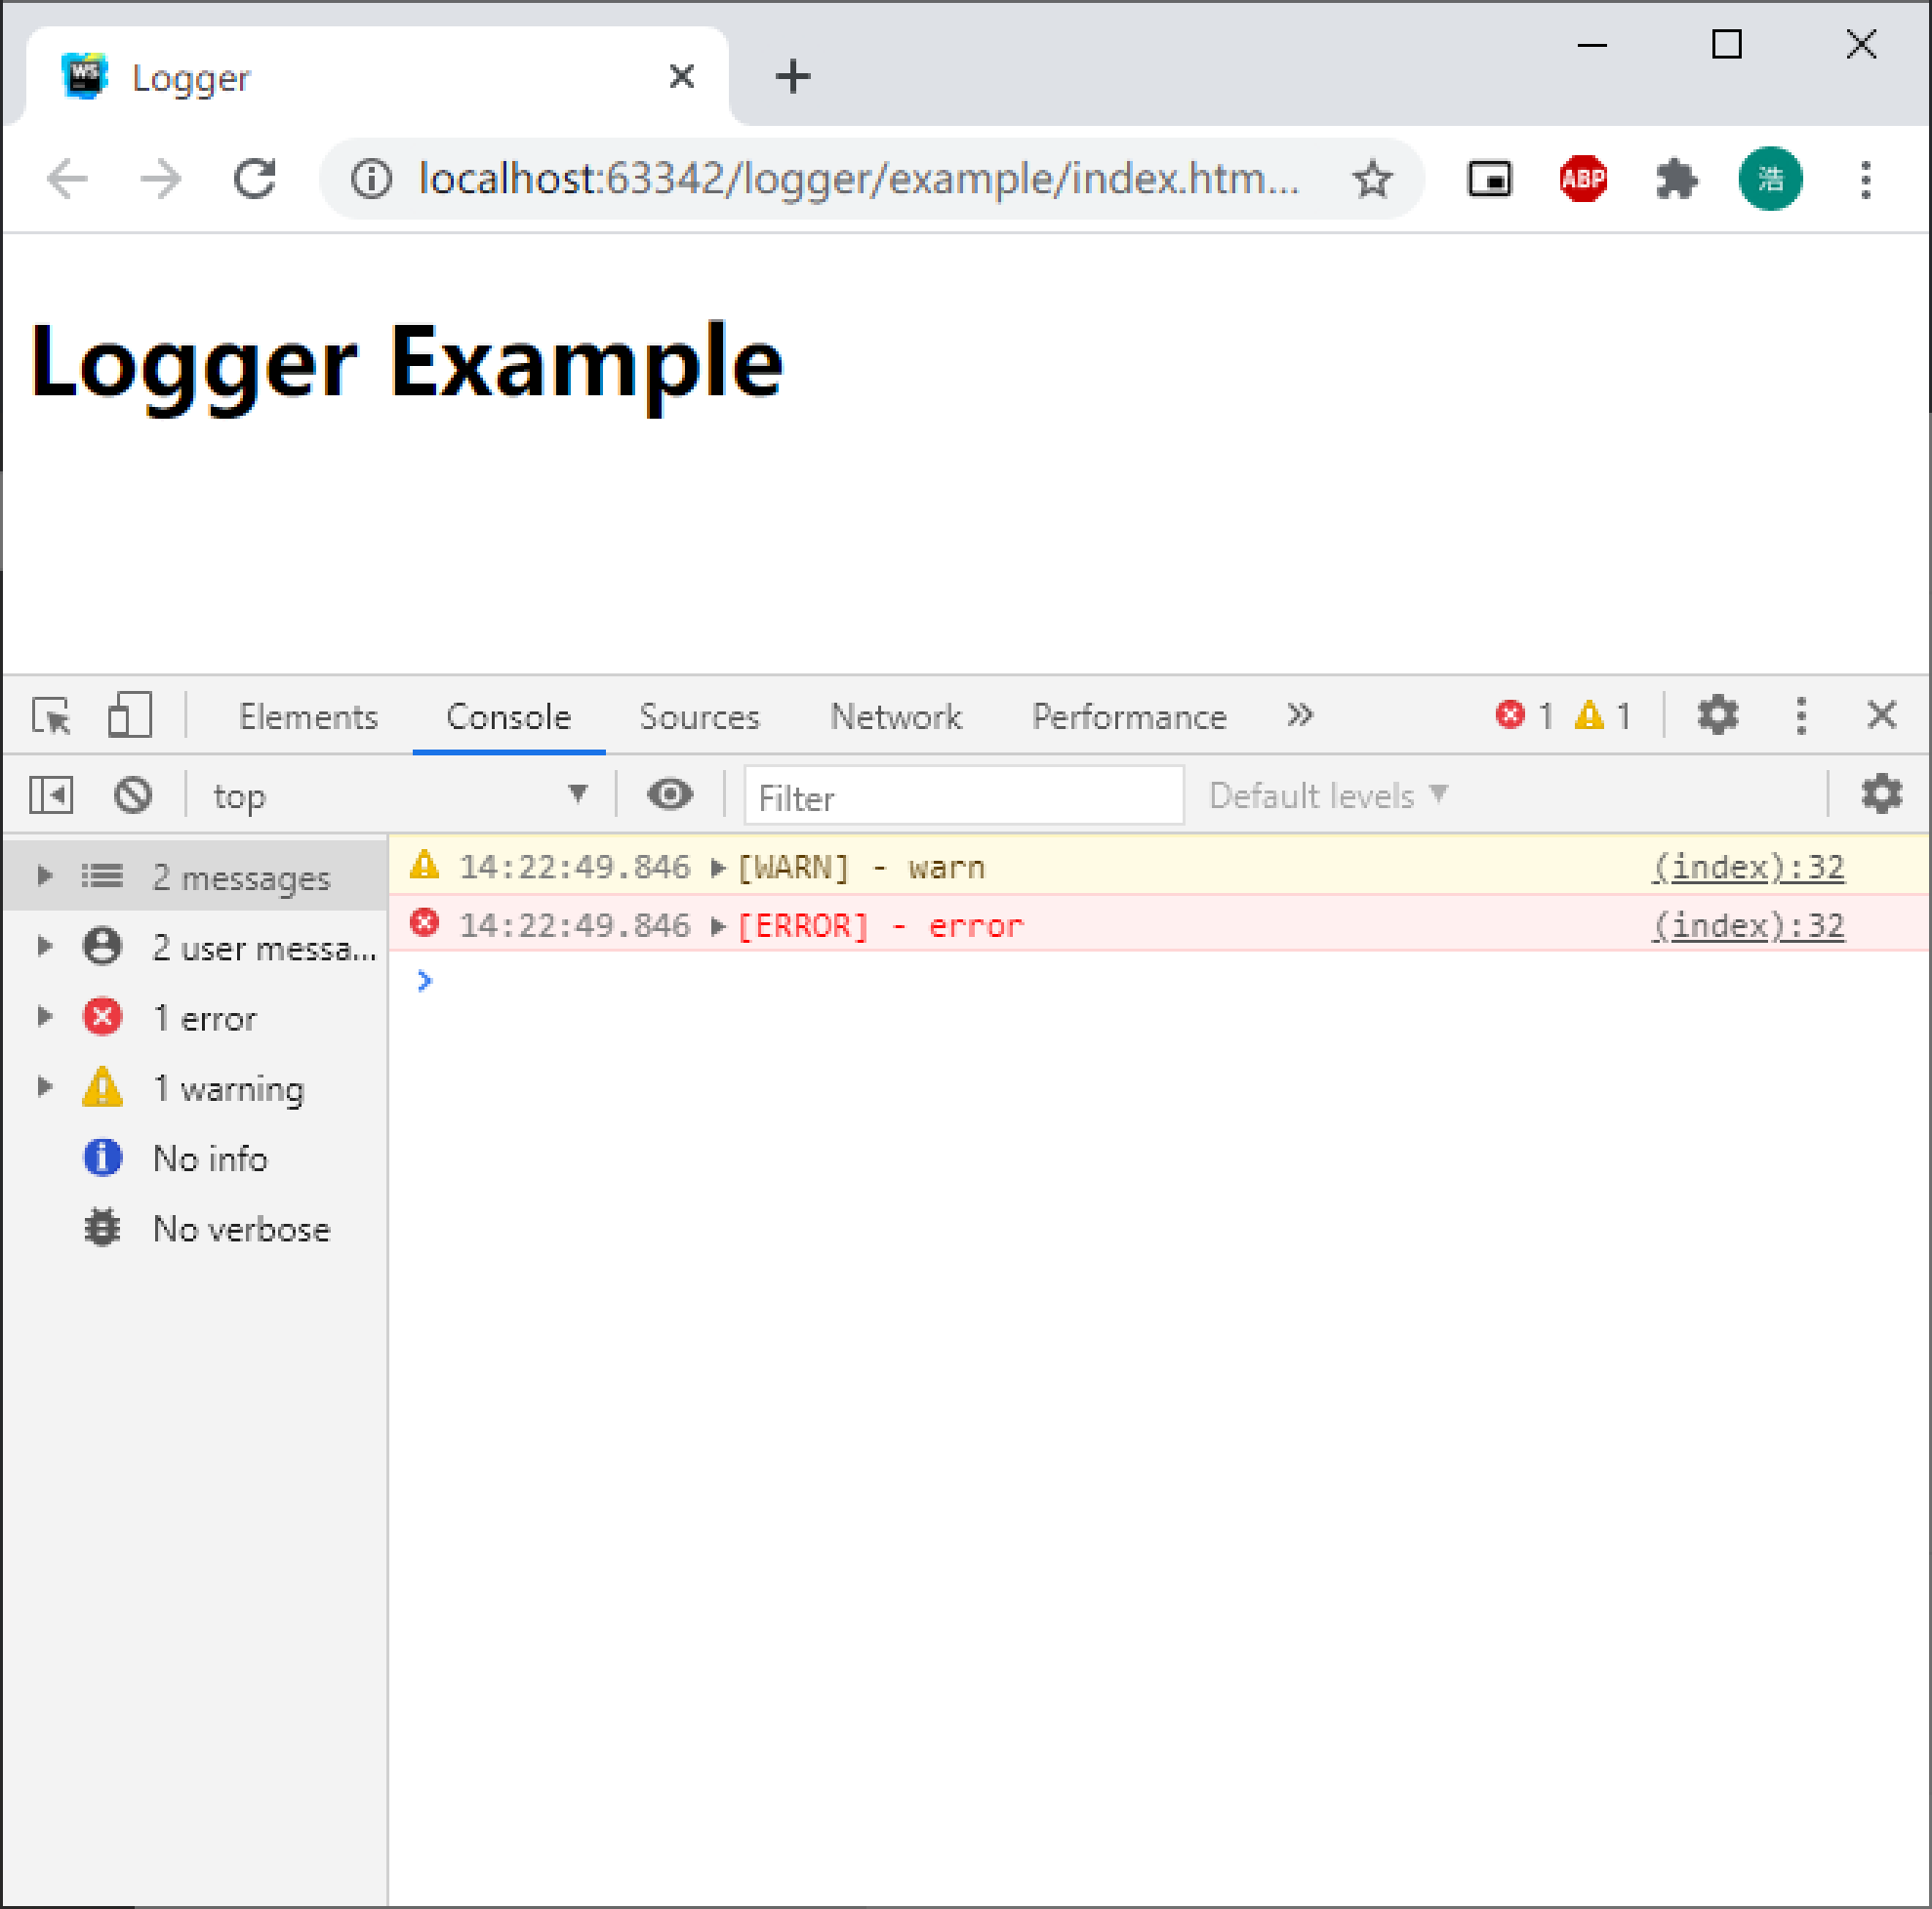 WS Logger
localhost:63342/logger/example/index.htm... ABP 浩
Logger Example
Elements Console Sources Network Performance 1 1
top Filter Default levels
2 messages
2 user messa...
1 error
1 warning
No info
No verbose
14:22:49.846 [WARN] - warn (index):32
14:22:49.846 [ERROR] - error (index):32